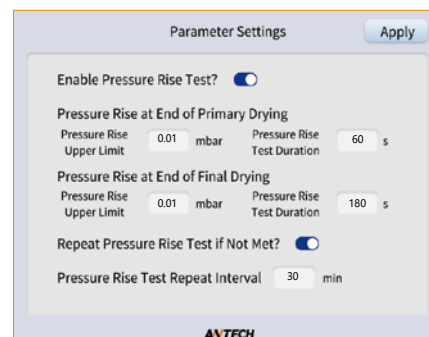 Parameter Settings
Apply
Enable Pressure Rise Test?
Pressure Rise at End of Primary Drying
Pressure Rise Upper Limit 0.01 mbar Pressure Rise Test Duration 60 s
Pressure Rise at End of Final Drying
Pressure Rise Upper Limit 0.01 mbar Pressure Rise Test Duration 180 s
Repeat Pressure Rise Test if Not Met?
Pressure Rise Test Repeat Interval 30 min